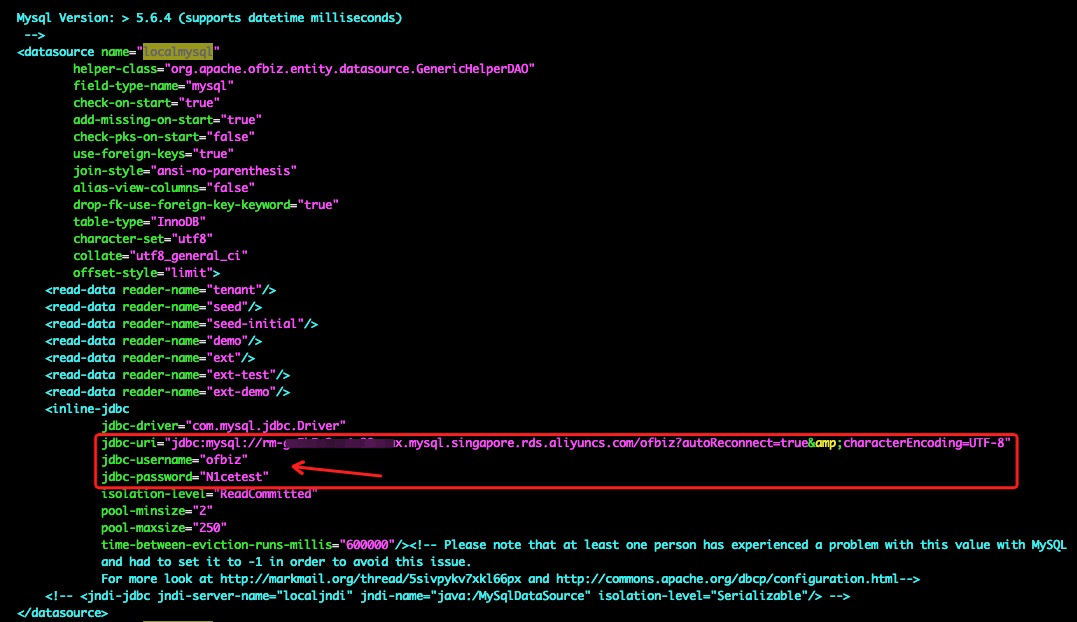 Mysql Version: > 5.6.4 (supports datetime milliseconds)
-->
<datasource name="localmysql"
helper-class="org.apache.ofbiz.entity.datasource.GenericHelperDAO"
field-type-name="mysql"
check-on-start="true"
add-missing-on-start="true"
check-pks-on-start="false"
use-foreign-keys="true"
join-style="ansi-no-parenthesis"
alias-view-columns="false"
drop-fk-use-foreign-key-keyword="true"
table-type="InnoDB"
character-set="utf8"
collate="utf8_general_ci"
offset-style="limit">
<read-data reader-name="tenant"/>
<read-data reader-name="seed"/>
<read-data reader-name="seed-initial"/>
<read-data reader-name="demo"/>
<read-data reader-name="ext"/>
<read-data reader-name="ext-test"/>
<read-data reader-name="ext-demo"/>
<inline-jdbc
jdbc-driver="com.mysql.jdbc.Driver"
jdbc-uri="jdbc:mysql://rm-x.mysql.singapore.rds.aliyuncs.com/ofbiz?autoReconnect=true&amp;characterEncoding=UTF-8"
jdbc-username="ofbiz"
jdbc-password="N1cetest"
isolation-level="ReadCommitted"
pool-minsize="2"
pool-maxsize="250"
time-between-eviction-runs-millis="600000"/><!-- Please note that at least one person has experienced a problem with this value with MySQL
and had to set it to -1 in order to avoid this issue.
For more look at http://markmail.org/thread/5sivpykv7xkl66px and http://commons.apache.org/dbcp/configuration.html-->
<!-- <jndi-jdbc jndi-server-name="localjndi" jndi-name="java:/MySqlDataSource" isolation-level="Serializable"/> -->
</datasource>